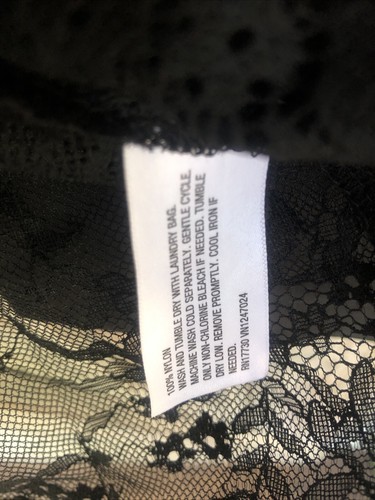 100% NYLON.
WASH AND TUMBLE DRY WITH LAUNDRY BAG.
MACHINE WASH COLD SEPARATELY. GENTLE CYCLE.
ONLY NON-CHLORINE BLEACH IF NEEDED. TUMBLE
DRY LOW. REMOVE PROMPTLY. COOL IRON IF
NEEDED.
RN17730 VN1247024